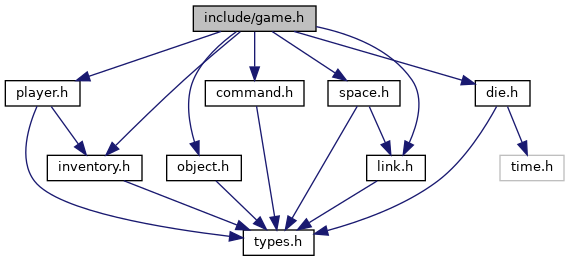 include/game.h
player.h
command.h
space.h
die.h
inventory.h
object.h
link.h
time.h
types.h